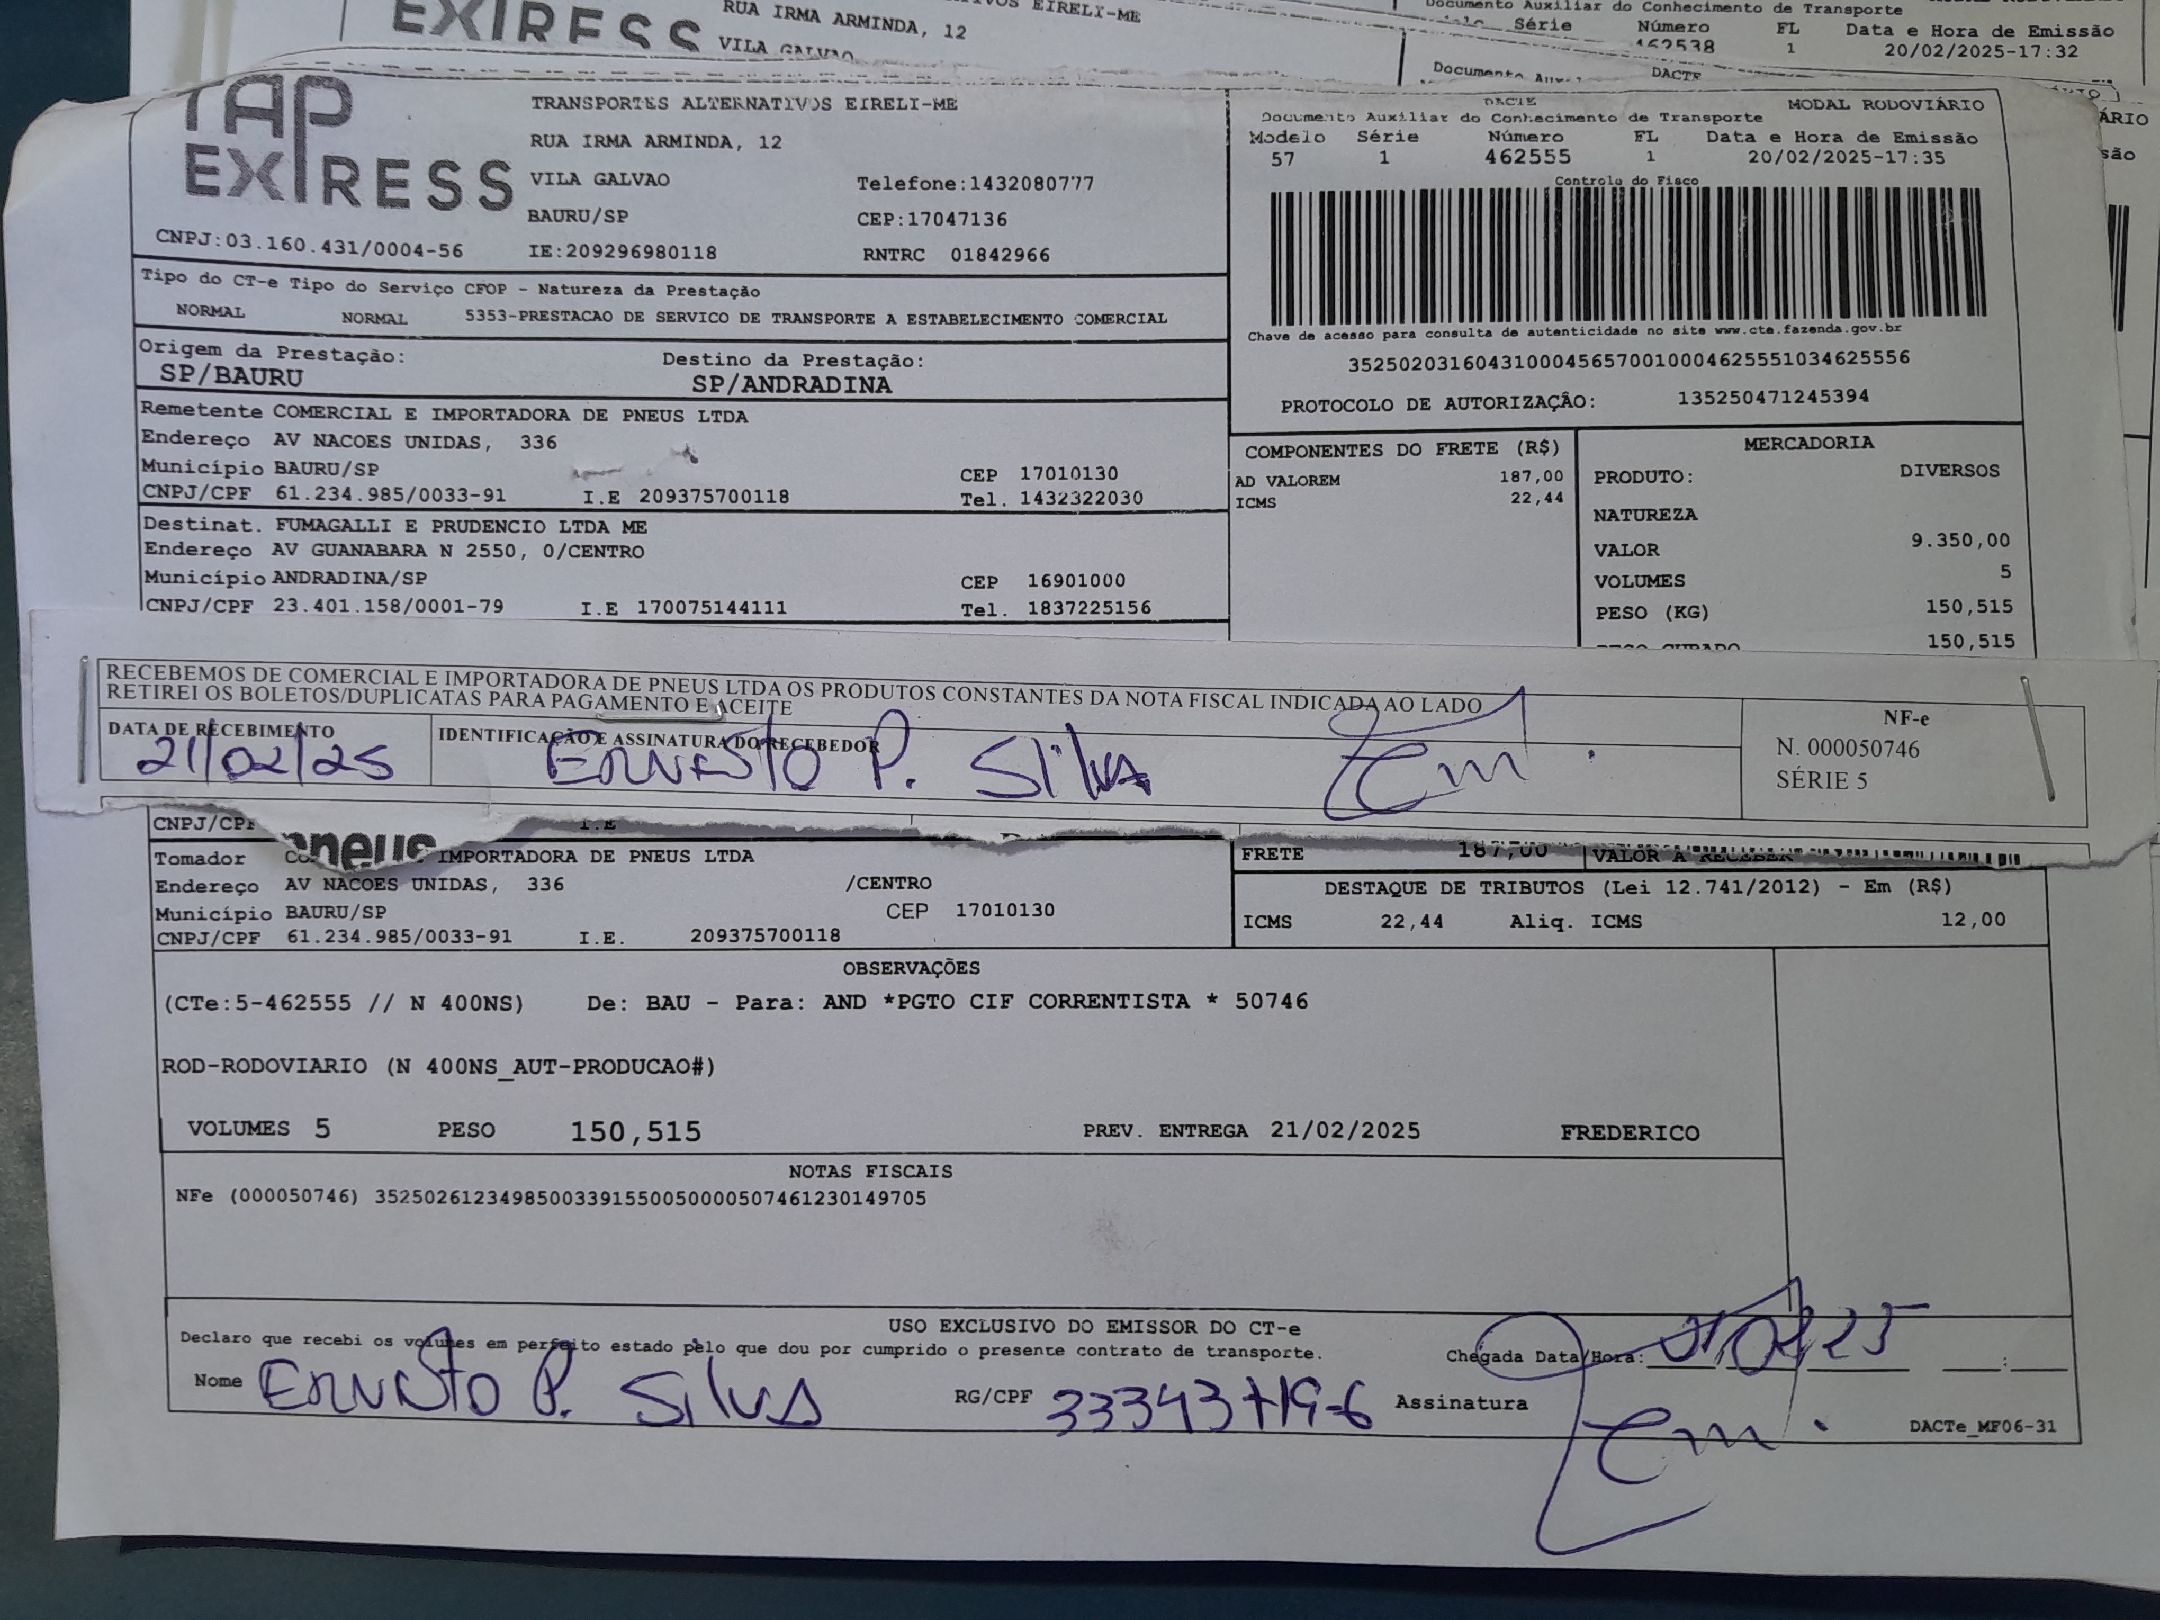 EXPRESS
RUA IRMA ARMINDA, 12
VILA GALVAO
EIRELI-ME
Documento Auxiliar do Conhecimento de Transporte
Série Número FL Data e Hora de Emissão
462538 1 20/02/2025-17:32
DACTE
TAP EXPRESS
TRANSPORTES ALTERNATIVOS EIRELI-ME
RUA IRMA ARMINDA, 12
VILA GALVAO Telefone:1432080777
BAURU/SP CEP:17047136
CNPJ:03.160.431/0004-56 IE:209296980118 RNTRC 01842966
DACTE MODAL RODOVIÁRIO
Documento Auxiliar do Conhecimento de Transporte
Modelo Série Número FL Data e Hora de Emissão
57 1 462555 1 20/02/2025-17:35
Controle do Fisco
Chave de acesso para consulta de autenticidade no site www.cte.fazenda.gov.br
35250203160431000456570010004625551034625556
PROTOCOLO DE AUTORIZAÇÃO: 135250471245394
Tipo do CT-e Tipo do Serviço CFOP - Natureza da Prestação
NORMAL NORMAL 5353-PRESTACAO DE SERVICO DE TRANSPORTE A ESTABELECIMENTO COMERCIAL
Origem da Prestação: Destino da Prestação:
SP/BAURU SP/ANDRADINA
Remetente COMERCIAL E IMPORTADORA DE PNEUS LTDA
Endereço AV NACOES UNIDAS, 336
Município BAURU/SP CEP 17010130
CNPJ/CPF 61.234.985/0033-91 I.E 209375700118 Tel. 1432322030
Destinat. FUMAGALLI E PRUDENCIO LTDA ME
Endereço AV GUANABARA N 2550, 0/CENTRO
Município ANDRADINA/SP CEP 16901000
CNPJ/CPF 23.401.158/0001-79 I.E 170075144111 Tel. 1837225156
COMPONENTES DO FRETE (R$)
AD VALOREM 187,00
ICMS 22,44
MERCADORIA
PRODUTO: DIVERSOS
NATUREZA
VALOR 9.350,00
VOLUMES 5
PESO (KG) 150,515
PESO CUBADO 150,515
RECEBEMOS DE COMERCIAL E IMPORTADORA DE PNEUS LTDA OS PRODUTOS CONSTANTES DA NOTA FISCAL INDICADA AO LADO
RETIREI OS BOLETOS/DUPLICATAS PARA PAGAMENTO E ACEITE
DATA DE RECEBIMENTO IDENTIFICAÇÃO E ASSINATURA DO RECEBEDOR
21/02/25 ERNESTO P. SILVA
NF-e
N. 000050746
SÉRIE 5
CNPJ/CPF I.E
pneus
Tomador IMPORTADORA DE PNEUS LTDA
Endereço AV NACOES UNIDAS, 336 /CENTRO
Município BAURU/SP CEP 17010130
CNPJ/CPF 61.234.985/0033-91 I.E. 209375700118
FRETE 187,00 VALOR A RECEBER
DESTAQUE DE TRIBUTOS (Lei 12.741/2012) - Em (R$)
ICMS 22,44 Aliq. ICMS 12,00
OBSERVAÇÕES
(CTe:5-462555 // N 400NS) De: BAU - Para: AND *PGTO CIF CORRENTISTA * 50746
ROD-RODOVIARIO (N 400NS_AUT-PRODUCAO#)
VOLUMES 5 PESO 150,515 PREV. ENTREGA 21/02/2025 FREDERICO
NOTAS FISCAIS
NFe (000050746) 35250261234985003391550050000507461230149705
USO EXCLUSIVO DO EMISSOR DO CT-e
Declaro que recebi os volumes em perfeito estado pelo que dou por cumprido o presente contrato de transporte.
Chegada Data/Hora: 21/02/25 :
Nome ERNESTO P. SILVA RG/CPF 33343719-6 Assinatura
DACTe_MF06-31